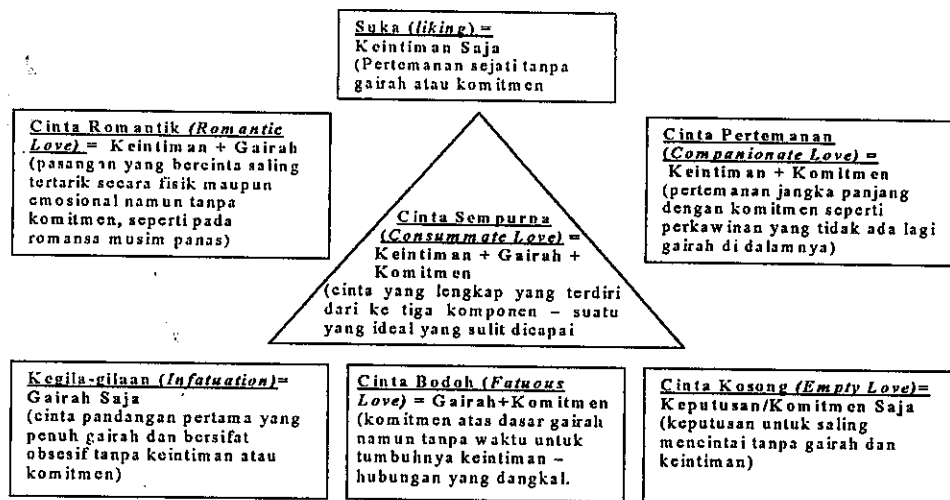 Suka (liking) =
Keintiman Saja
(Pertemanan sejati tanpa
gairah atau komitmen
Cinta Romantik (Romantic
Love) = Keintiman + Gairah
(pasangan yang bercinta saling
tertarik secara fisik maupun
emosional namun tanpa
komitmen, seperti pada
romansa musim panas)
Cinta Pertemanan
(Companionate Love) =
Keintiman + Komitmen
(pertemanan jangka panjang
dengan komitmen seperti
perkawinan yang tidak ada lagi
gairah di dalamnya)
Cinta Sempurna
(Consummate Love) =
Keintiman + Gairah +
Komitmen
(cinta yang lengkap yang terdiri
dari ke tiga komponen – suatu
yang ideal yang sulit dicapai
Kegila-gilaan (Infatuation)=
Gairah Saja
(cinta pandangan pertama yang
penuh gairah dan bersifat
obsesif tanpa keintiman atau
komitmen)
Cinta Bodoh (Fatuous
Love) = Gairah+Komitmen
(komitmen atas dasar gairah
namun tanpa waktu untuk
tumbuhnya keintiman –
hubungan yang dangkal.
Cinta Kosong (Empty Love)=
Keputusan/Komitmen Saja
(keputusan untuk saling
mencintai tanpa gairah dan
keintiman)